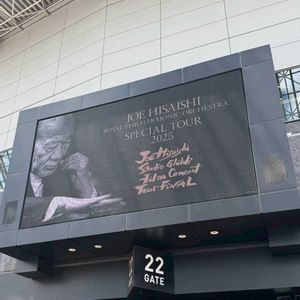 JOE HISAISHI
ROYAL PHILHARMONIC ORCHESTRA
SPECIAL TOUR
2025
Joe Hisaishi
Studio Ghibli
Film Concert
Tour FINAL
22
GATE